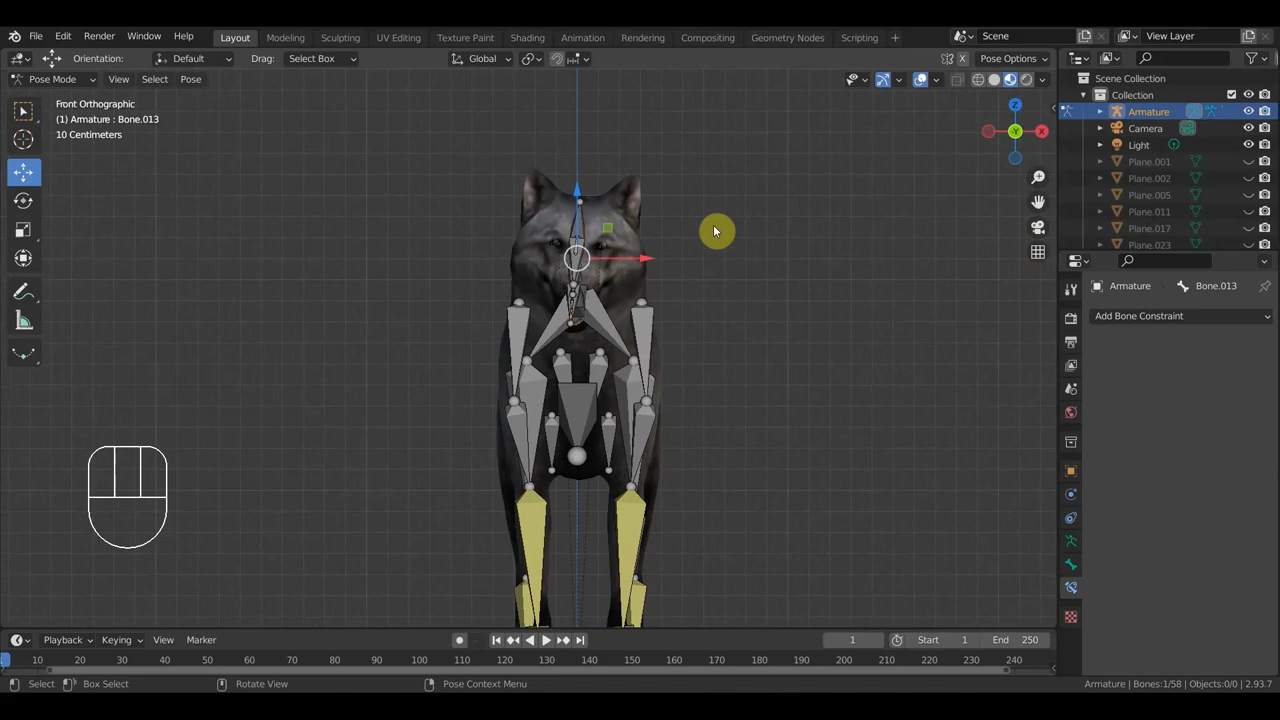 File Edit Render Window Help Layout Modeling Sculpting UV Editing Texture Paint Shading Animation Rendering Compositing Geometry Nodes Scripting + Scene View Layer
Orientation: Default Drag: Select Box Global X Pose Options
Pose Mode View Select Pose
Front Orthographic
(1) Armature : Bone.013
10 Centimeters
Z
-Y
X
Scene Collection
Collection
Armature
Camera
Light
Plane.001
Plane.002
Plane.005
Plane.011
Plane.017
Plane.023
Armature Bone.013
Add Bone Constraint
Playback Keying View Marker 1 Start 1 End 250
10 20 30 40 50 60 70 80 90 100 110 120 130 140 150 160 170 180 190 200 210 220 230 240
Select Box Select Rotate View Pose Context Menu Armature | Bones:1/58 | Objects:0/0 | 2.93.7